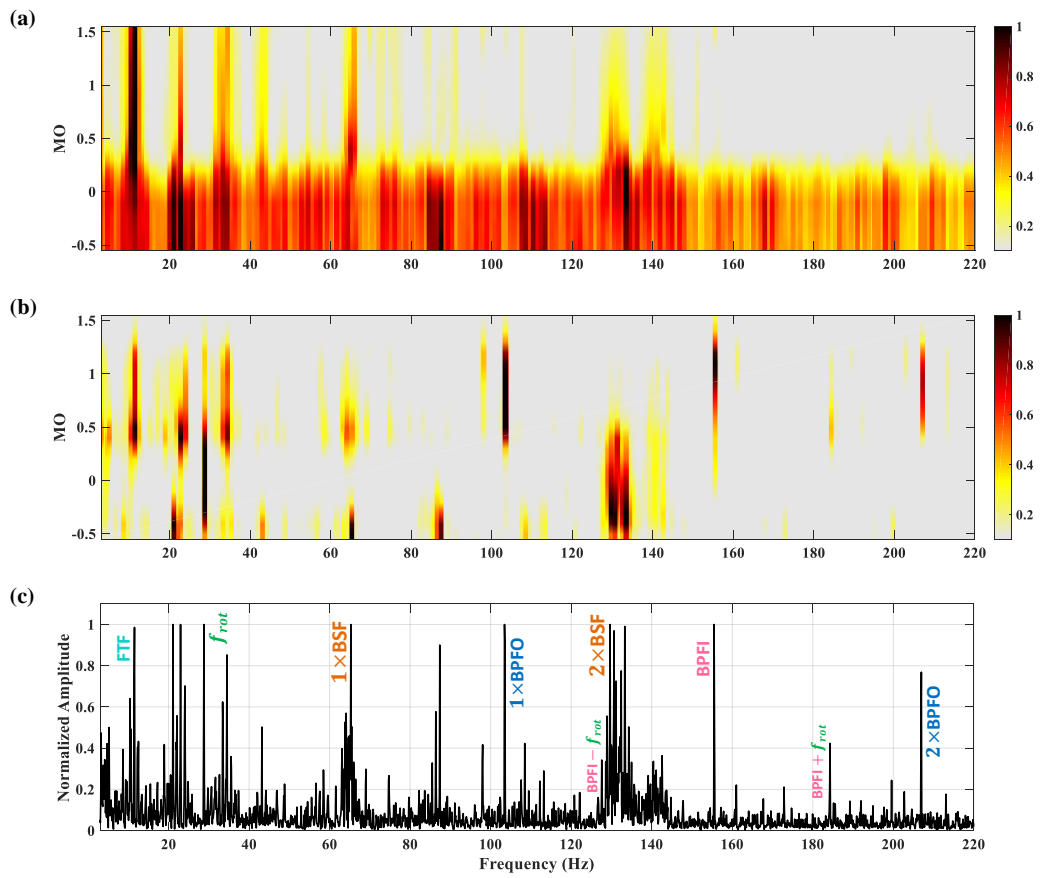 (a)
MO
1.5
1
0.5
0
-0.5
20 40 60 80 100 120 140 160 180 200 220
1
0.8
0.6
0.4
0.2
(b)
MO
1.5
1
0.5
0
-0.5
20 40 60 80 100 120 140 160 180 200 220
1
0.8
0.6
0.4
0.2
(c)
Normalized Amplitude
1
0.8
0.6
0.4
0.2
0
FTF
f_rot
1×BSF
1×BPFO
BPFI − f_rot
2×BSF
BPFI
BPFI + f_rot
2×BPFO
20 40 60 80 100 120 140 160 180 200 220
Frequency (Hz)